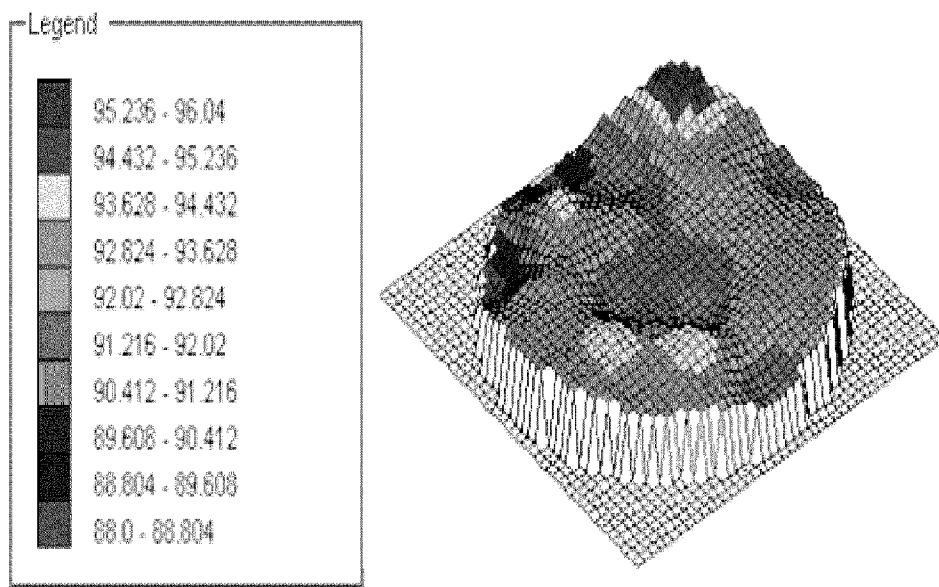 Legend
95.236 - 96.04
94.432 - 95.236
93.628 - 94.432
92.824 - 93.628
92.02 - 92.824
91.216 - 92.02
90.412 - 91.216
89.608 - 90.412
88.804 - 89.608
88.0 - 88.804